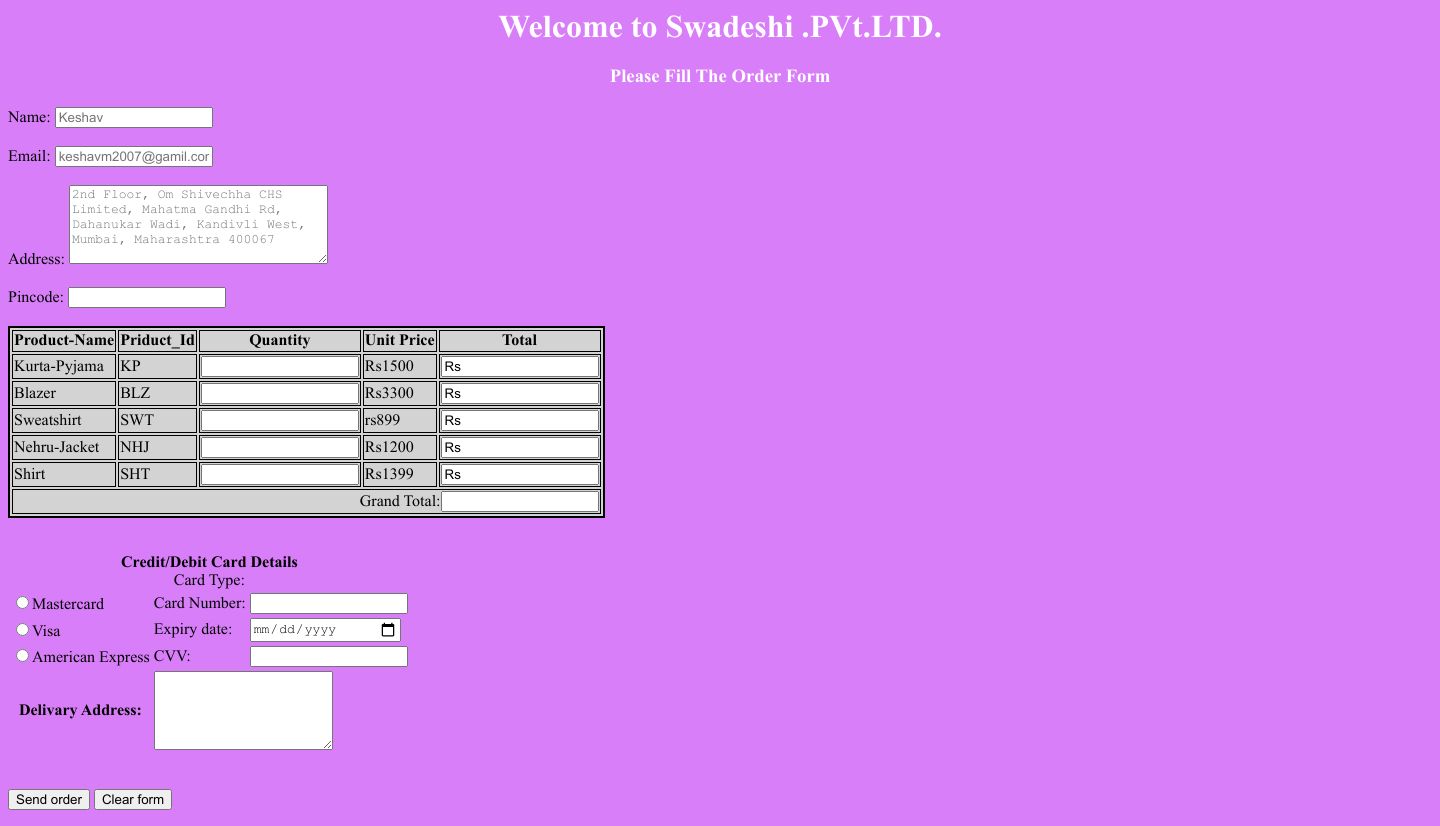 Welcome to Swadeshi .PVt.LTD.
Please Fill The Order Form
Name: Keshav
Email: keshavm2007@gamil.com
2nd Floor, Om Shivechha CHS
Limited, Mahatma Gandhi Rd,
Dahanukar Wadi, Kandivli West,
Mumbai, Maharashtra 400067
Address:
Pincode:
Product-Name Priduct_Id Quantity Unit Price Total
Kurta-Pyjama KP Rs1500 Rs
Blazer BLZ Rs3300 Rs
Sweatshirt SWT rs899 Rs
Nehru-Jacket NHJ Rs1200 Rs
Shirt SHT Rs1399 Rs
Grand Total:
Credit/Debit Card Details
Card Type:
Mastercard Card Number:
Visa Expiry date: mm/dd/yyyy
American Express CVV:
Delivary Address:
Send order Clear form